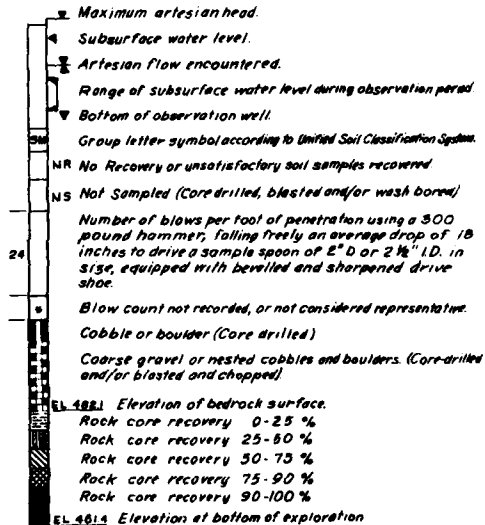 Maximum artesian head.
Subsurface water level.
Artesian flow encountered.
Range of subsurface water level during observation period.
Bottom of observation well.
SM Group letter symbol according to Unified Soil Classification System.
NR No Recovery or unsatisfactory soil samples recovered.
NS Not Sampled (Core drilled, blasted and/or wash bored)
Number of blows per foot of penetration using a 300
pound hammer, falling freely an average drop of 18
24 inches to drive a sample spoon of 2" D or 2 1/2" I.D. in
size, equipped with bevelled and sharpened drive
shoe.
* Blow count not recorded, or not considered representative.
Cobble or boulder (Core drilled)
Coarse gravel or nested cobbles and boulders. (Core-drilled
and/or blasted and chopped).
EL 482.1 Elevation of bedrock surface.
Rock core recovery 0-25 %
Rock core recovery 25-50 %
Rock core recovery 50-75 %
Rock core recovery 75-90 %
Rock core recovery 90-100 %
EL 461.4 Elevation at bottom of exploration